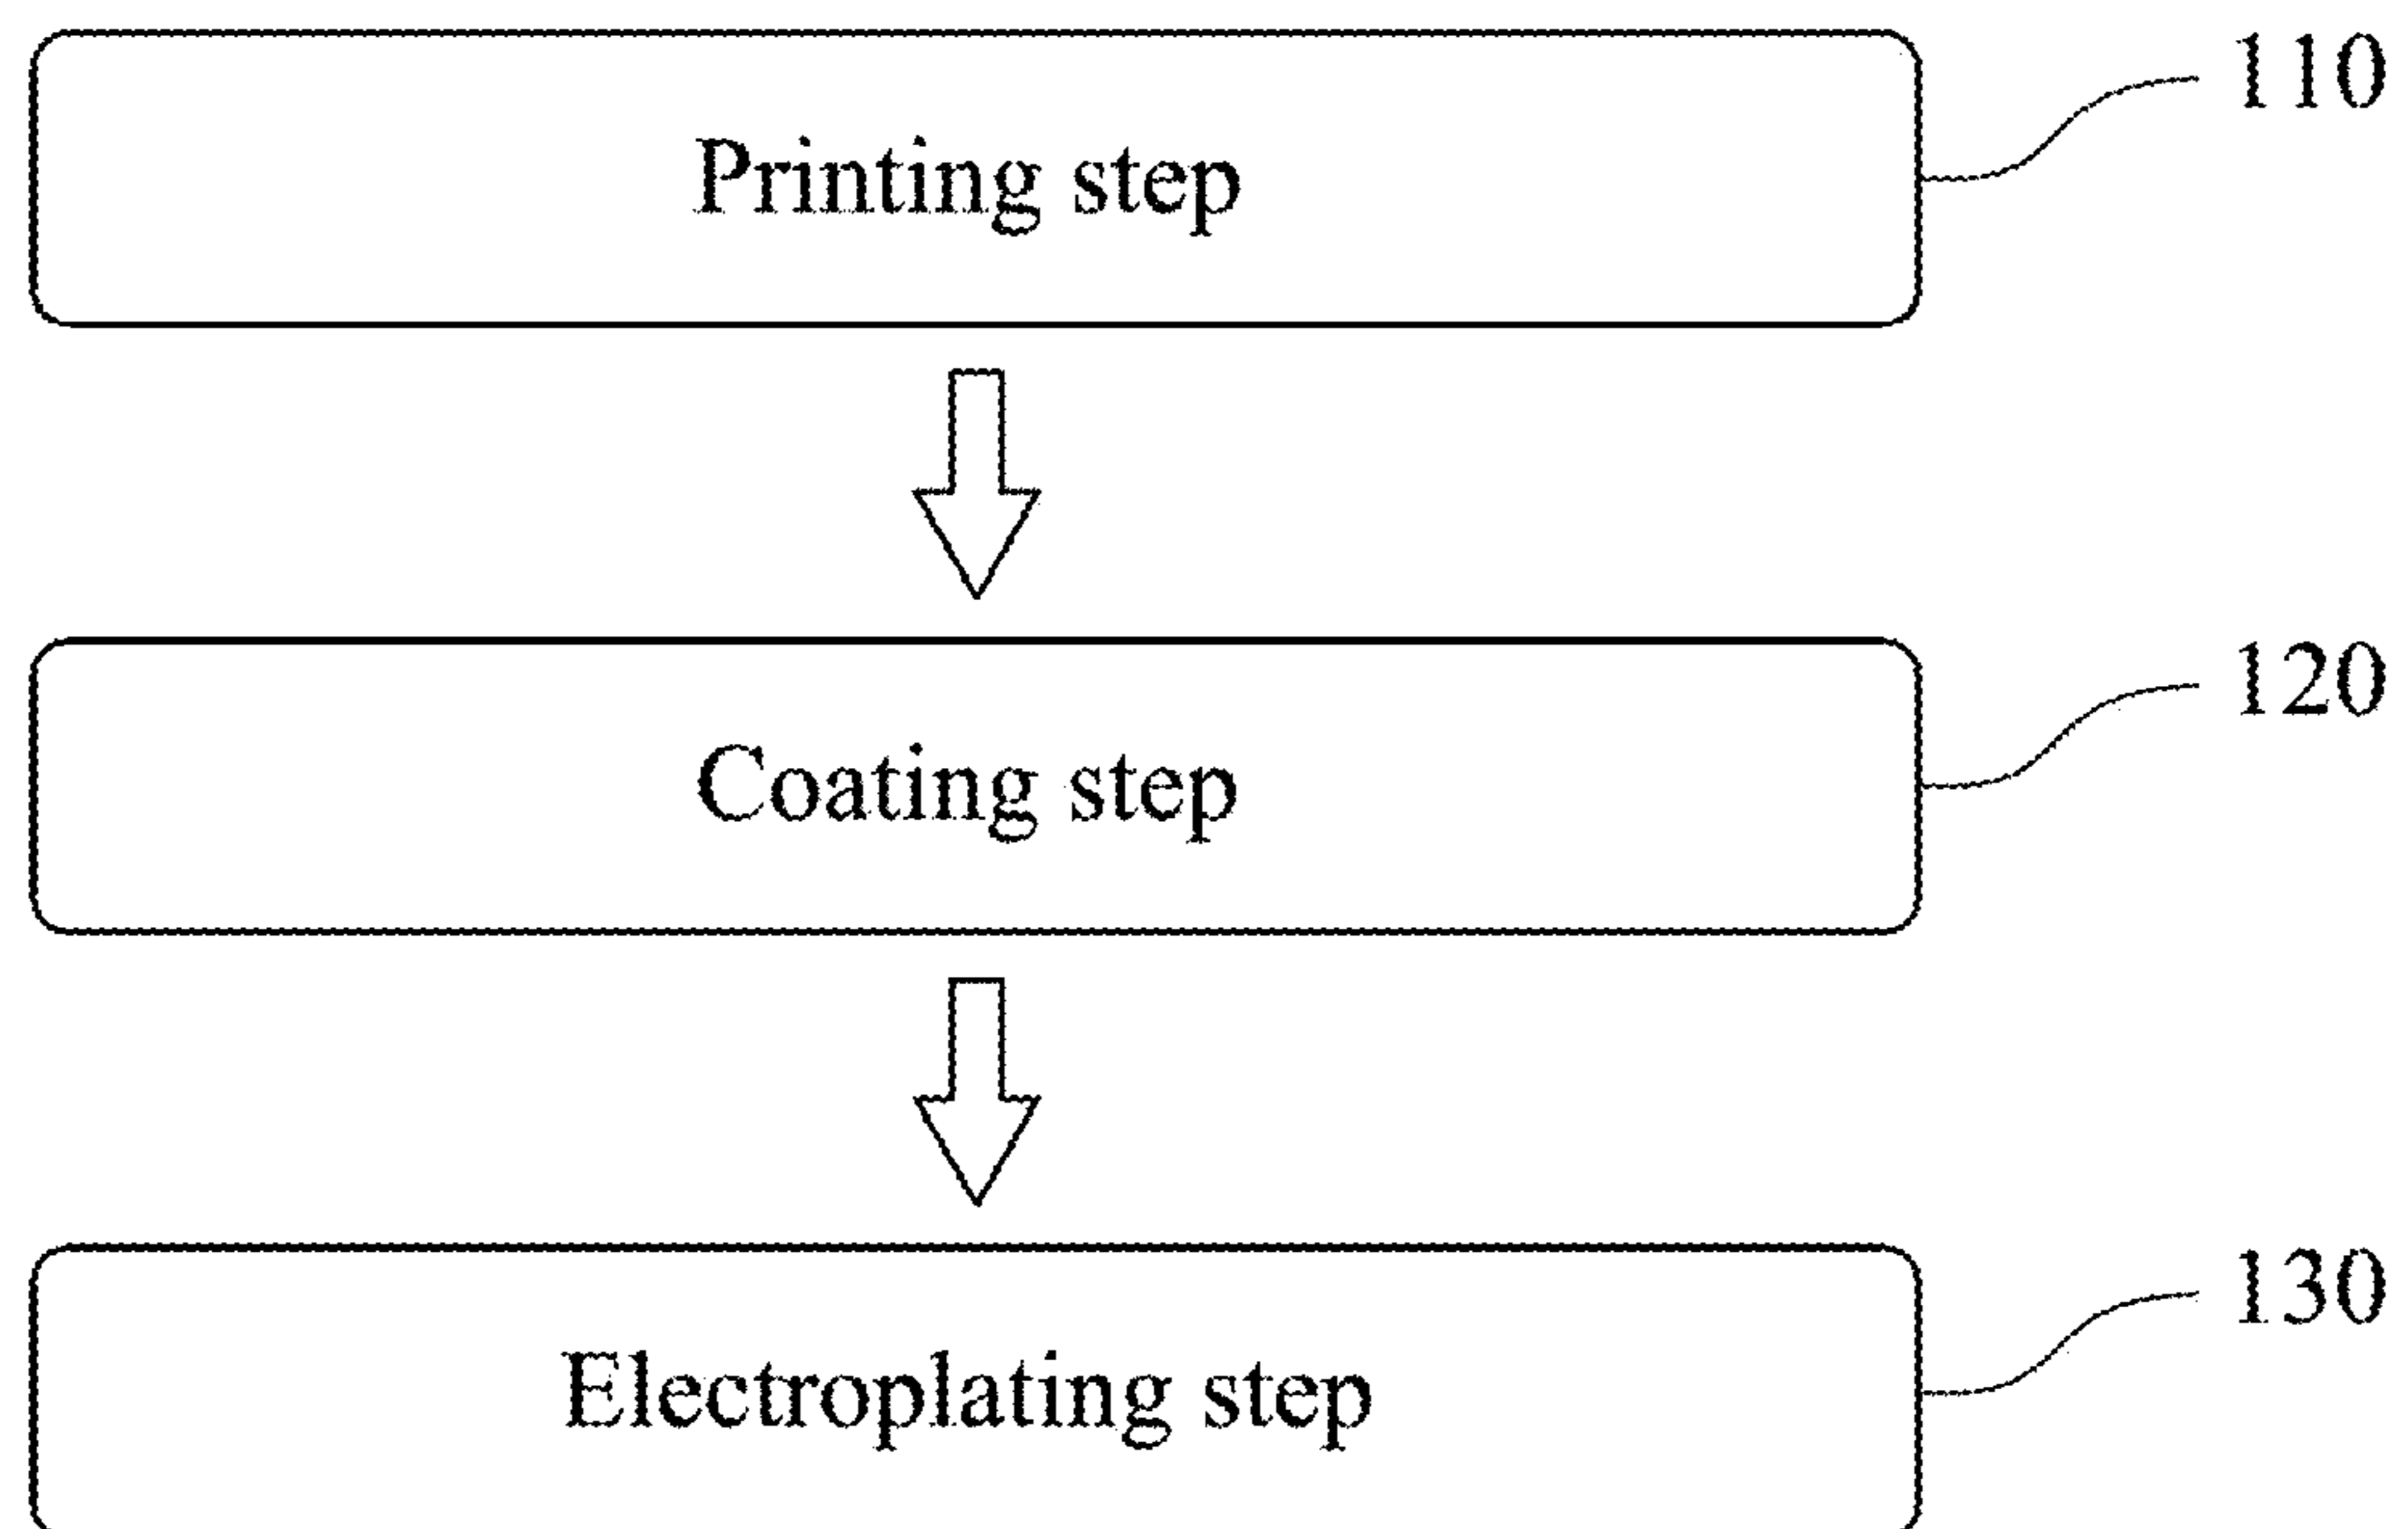 110
Printing step
120
Coating step
130
Electroplating step